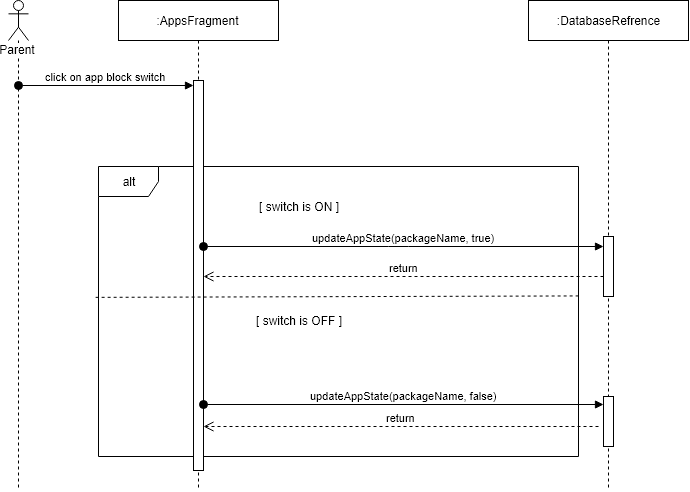 :AppsFragment
:DatabaseRefrence
Parent
click on app block switch
alt
[ switch is ON ]
updateAppState(packageName, true)
return
[ switch is OFF ]
updateAppState(packageName, false)
return